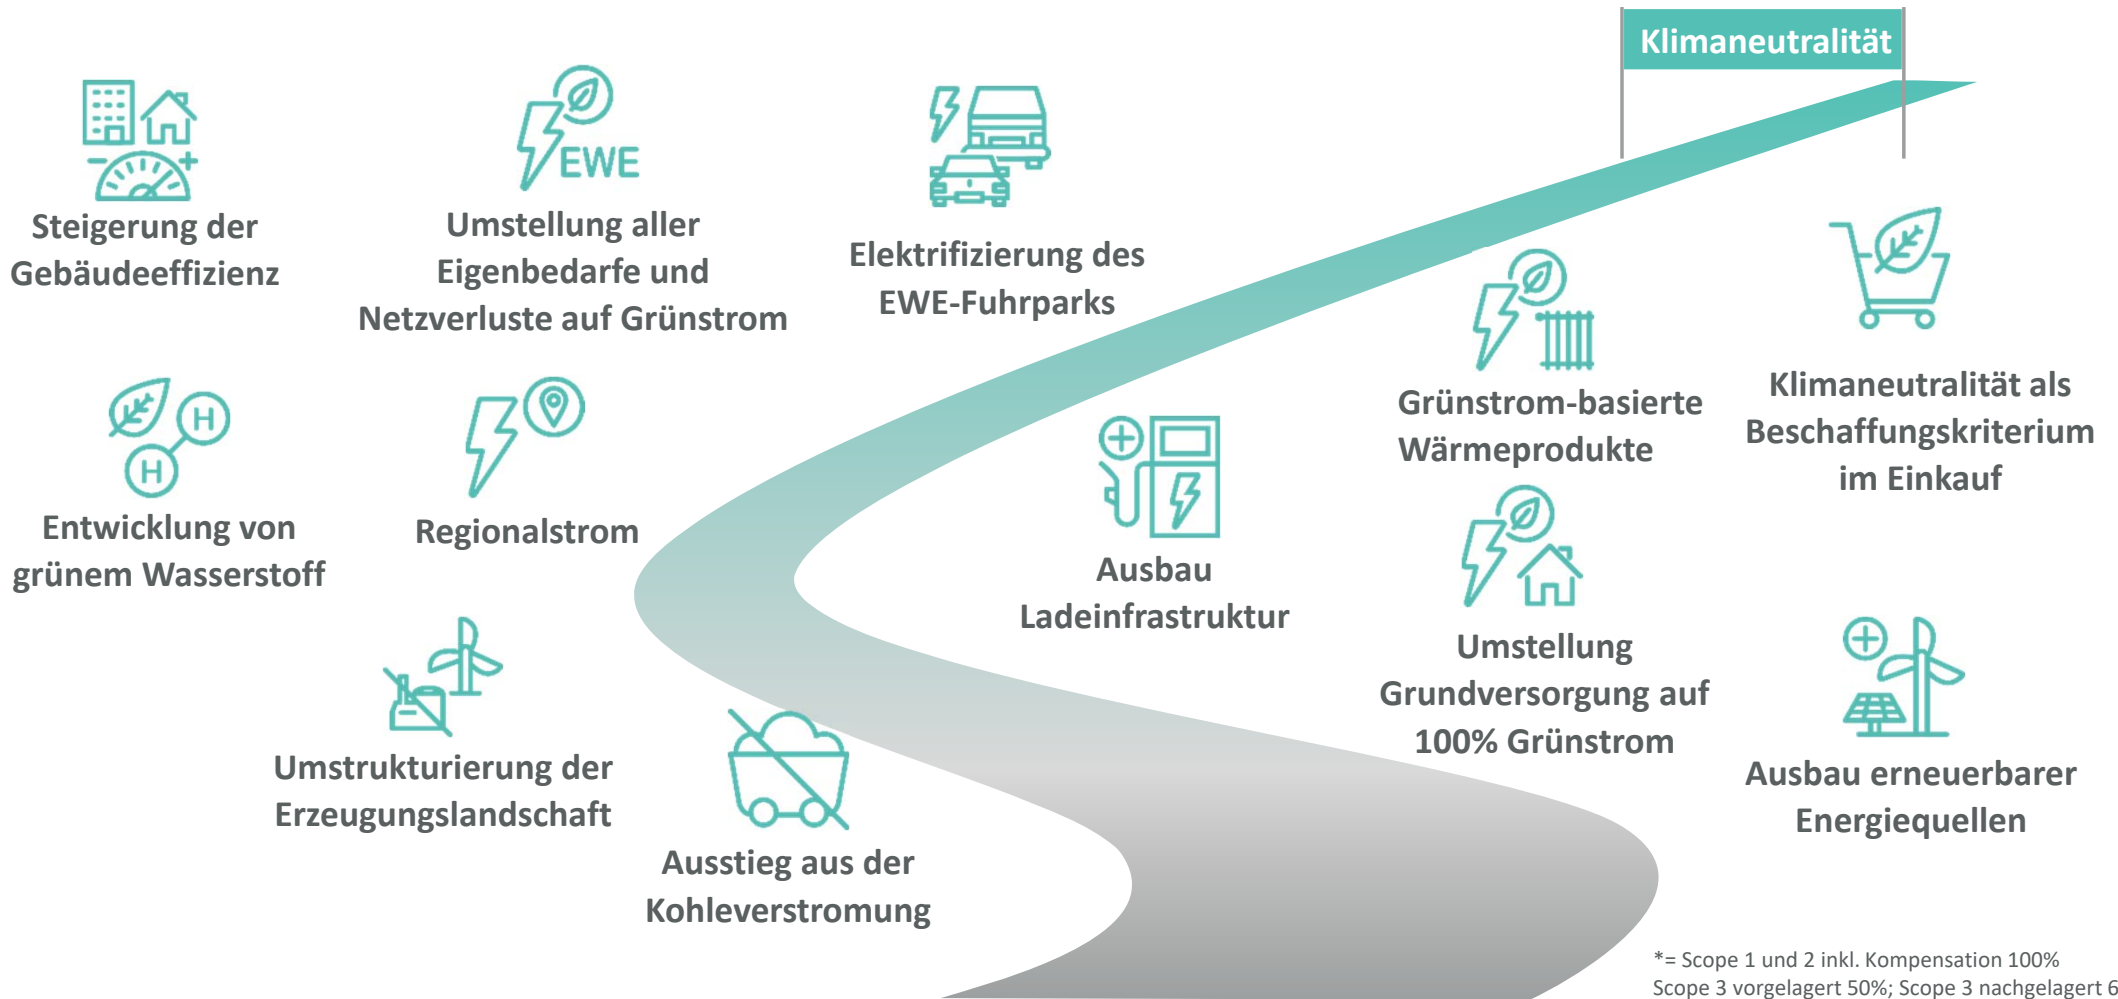 Klimaneutralität
EWE
Steigerung der
Gebäudeeffizienz
Umstellung aller
Eigenbedarfe und
Netzverluste auf Grünstrom
Elektrifizierung des
EWE-Fuhrparks
H
H
Entwicklung von
grünem Wasserstoff
Regionalstrom
Umstrukturierung der
Erzeugungslandschaft
Ausstieg aus der
Kohleverstromung
Ausbau
Ladeinfrastruktur
Grünstrom-basierte
Wärmeprodukte
Klimaneutralität als
Beschaffungskriterium
im Einkauf
Umstellung
Grundversorgung auf
100% Grünstrom
Ausbau erneuerbarer
Energiequellen
*= Scope 1 und 2 inkl. Kompensation 100%
Scope 3 vorgelagert 50%; Scope 3 nachgelagert 6